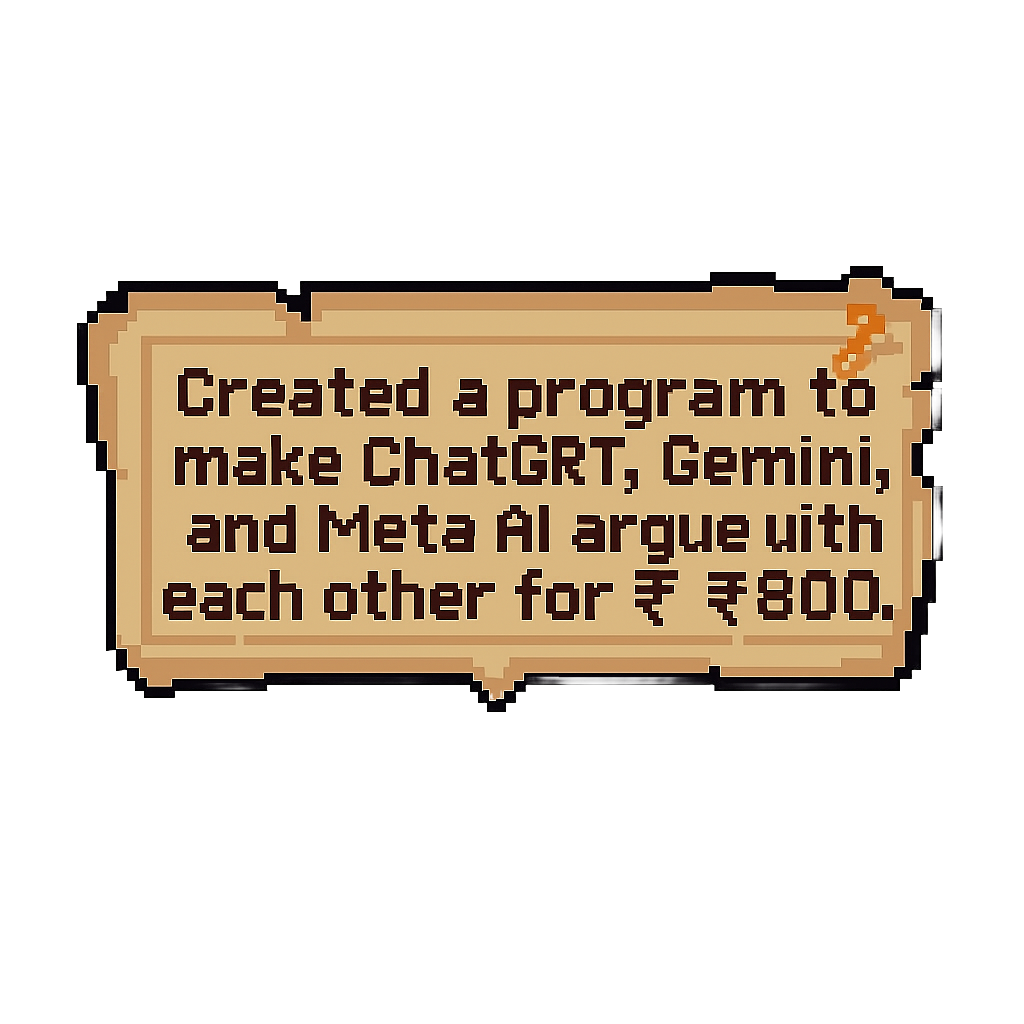 Created a program to
make ChatGRT, Gemini,
and Meta AI argue uith
each other for ₹ ₹800.